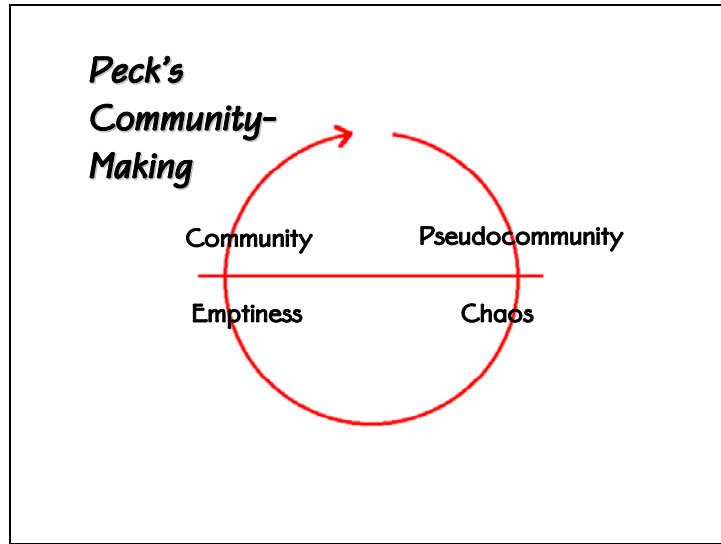 Peck's
Community-
Making
Community
Pseudocommunity
Emptiness
Chaos